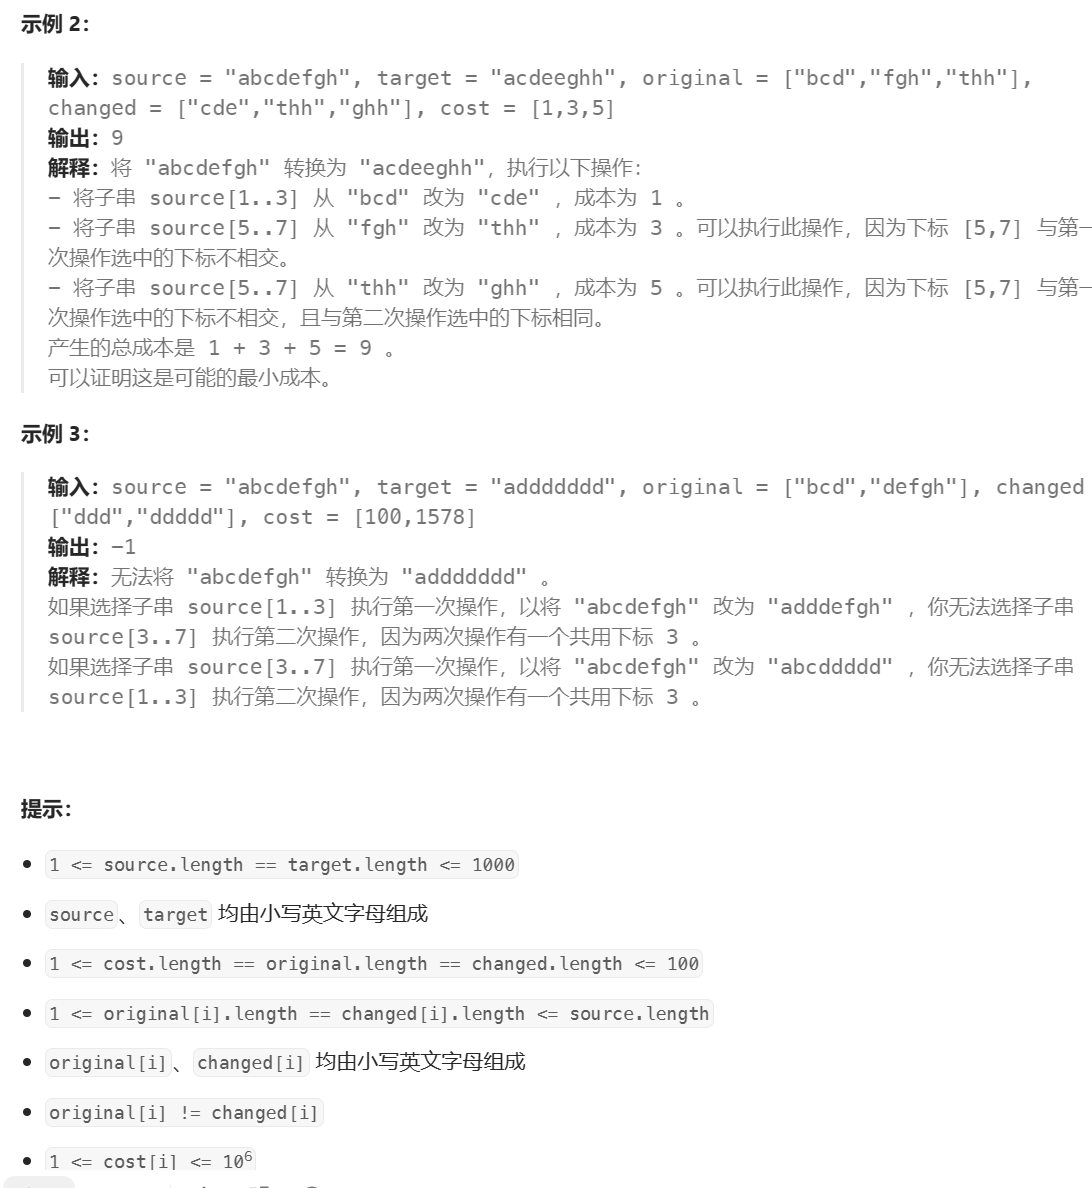 示例 2：
输入：source = "abcdefgh", target = "acdeeghh", original = ["bcd","fgh","thh"],
changed = ["cde","thh","ghh"], cost = [1,3,5]
输出：9
解释：将 "abcdefgh" 转换为 "acdeeghh"，执行以下操作：
- 将子串 source[1..3] 从 "bcd" 改为 "cde" ，成本为 1 。
- 将子串 source[5..7] 从 "fgh" 改为 "thh" ，成本为 3 。可以执行此操作，因为下标 [5,7] 与第一
次操作选中的下标不相交。
- 将子串 source[5..7] 从 "thh" 改为 "ghh" ，成本为 5 。可以执行此操作，因为下标 [5,7] 与第一
次操作选中的下标不相交，且与第二次操作选中的下标相同。
产生的总成本是 1 + 3 + 5 = 9 。
可以证明这是可能的最小成本。
示例 3：
输入：source = "abcdefgh", target = "addddddd", original = ["bcd","defgh"], changed
["ddd","ddddd"], cost = [100,1578]
输出：-1
解释：无法将 "abcdefgh" 转换为 "addddddd" 。
如果选择子串 source[1..3] 执行第一次操作，以将 "abcdefgh" 改为 "adddefgh" ，你无法选择子串
source[3..7] 执行第二次操作，因为两次操作有一个共用下标 3 。
如果选择子串 source[3..7] 执行第一次操作，以将 "abcdefgh" 改为 "abcddddd" ，你无法选择子串
source[1..3] 执行第二次操作，因为两次操作有一个共用下标 3 。
提示：
• 1 <= source.length == target.length <= 1000
• source、target 均由小写英文字母组成
• 1 <= cost.length == original.length == changed.length <= 100
• 1 <= original[i].length == changed[i].length <= source.length
• original[i]、changed[i] 均由小写英文字母组成
• original[i] != changed[i]
• 1 <= cost[i] <= 10⁶